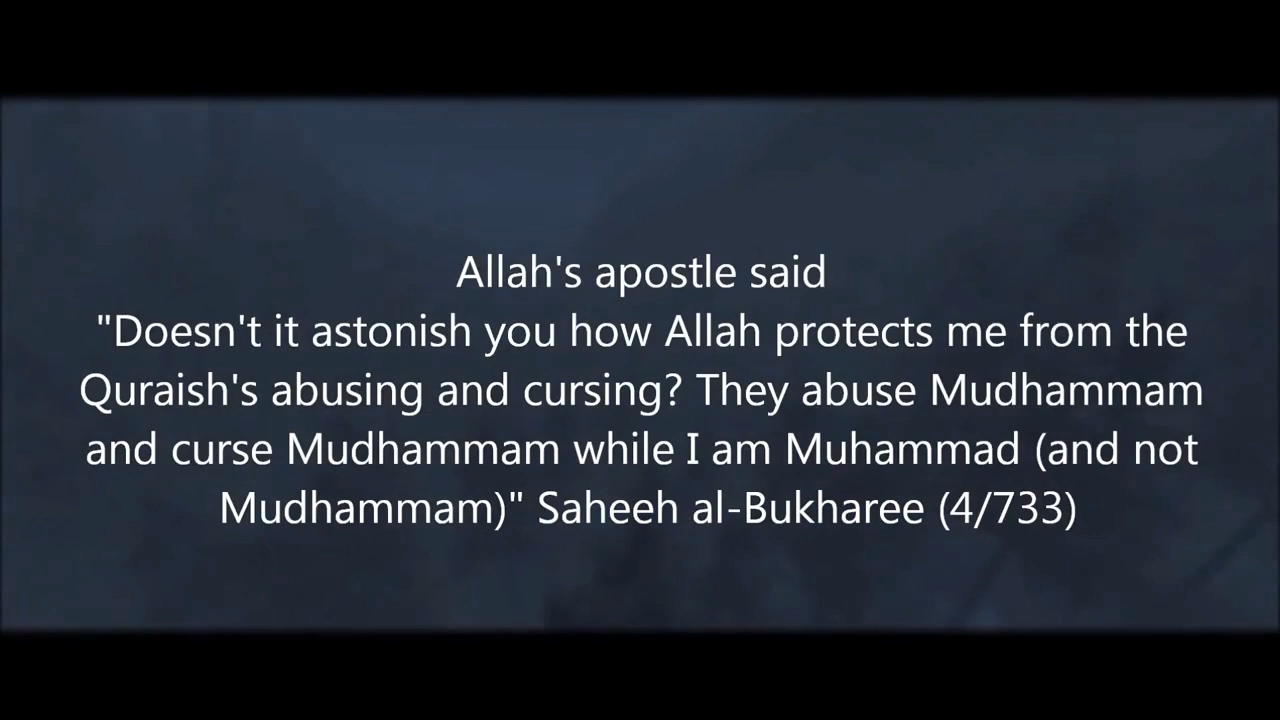 Allah's apostle said
"Doesn't it astonish you how Allah protects me from the
Quraish's abusing and cursing? They abuse Mudhammam
and curse Mudhammam while I am Muhammad (and not
Mudhammam)" Saheeh al-Bukharee (4/733)